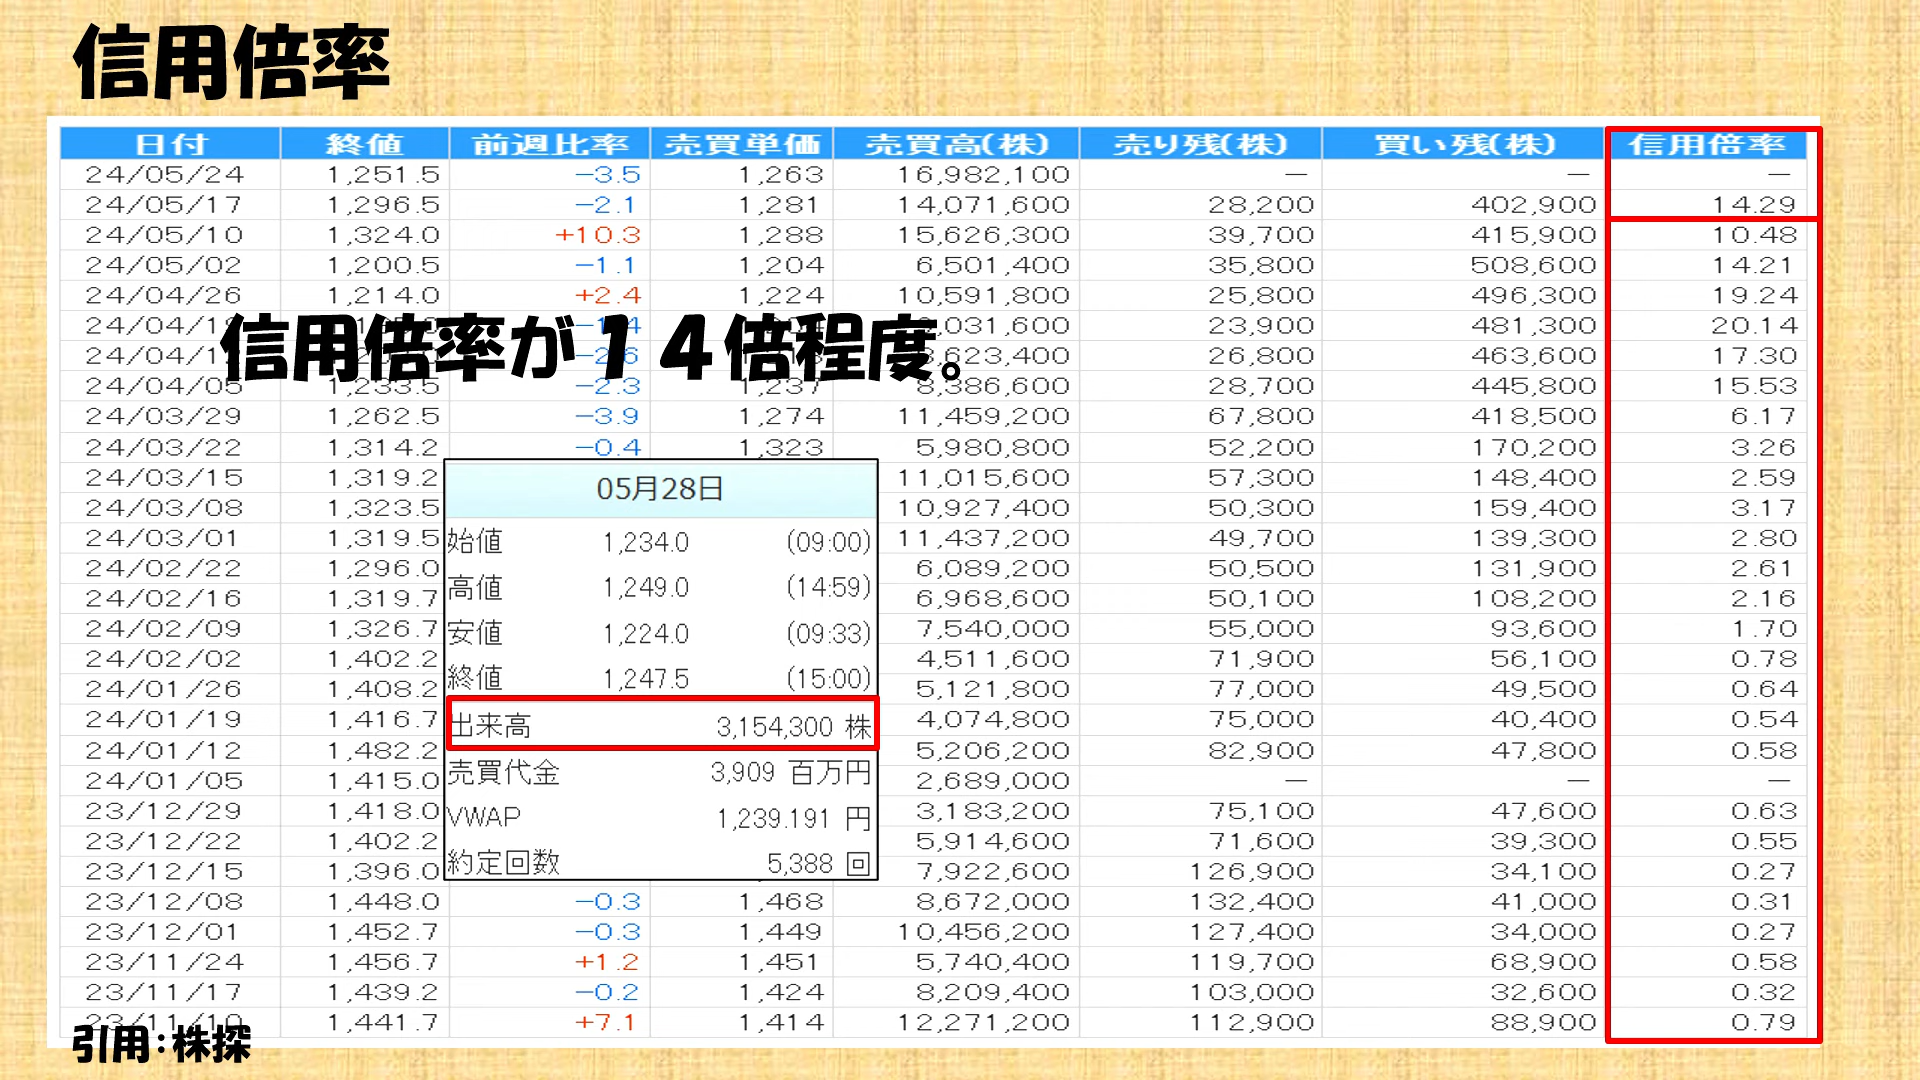 信用倍率
日付 終値 前週比率 売買単価 売買高(株) 売り残(株) 買い残(株) 信用倍率
24/05/24 1,251.5 −3.5 1,263 16,982,100 － － －
24/05/17 1,296.5 −2.1 1,281 14,071,600 28,200 402,900 14.29
24/05/10 1,324.0 +10.3 1,288 15,626,300 39,700 415,900 10.48
24/05/02 1,200.5 −1.1 1,204 6,501,400 35,800 508,600 14.21
24/04/26 1,214.0 +2.4 1,224 10,591,800 25,800 496,300 19.24
23,900 481,300 20.14
信用倍率が１４倍程度。
26,800 463,600 17.30
24/04/05 1,233.5 −2.3 1,237 8,386,600 28,700 445,800 15.53
24/03/29 1,262.5 −3.9 1,274 11,459,200 67,800 418,500 6.17
24/03/22 1,314.2 −0.4 1,323 5,980,800 52,200 170,200 3.26
24/03/15 1,319.2 11,015,600 57,300 148,400 2.59
24/03/08 1,323.5 10,927,400 50,300 159,400 3.17
24/03/01 1,319.5 11,437,200 49,700 139,300 2.80
24/02/22 1,296.0 6,089,200 50,500 131,900 2.61
24/02/16 1,319.7 6,968,600 50,100 108,200 2.16
24/02/09 1,326.7 7,540,000 55,000 93,600 1.70
24/02/02 1,402.2 4,511,600 71,900 56,100 0.78
24/01/26 1,408.2 5,121,800 77,000 49,500 0.64
24/01/19 1,416.7 4,074,800 75,000 40,400 0.54
24/01/12 1,482.2 5,206,200 82,900 47,800 0.58
24/01/05 1,415.0 2,689,000 － － －
23/12/29 1,418.0 3,183,200 75,100 47,600 0.63
23/12/22 1,402.2 5,914,600 71,600 39,300 0.55
23/12/15 1,396.0 7,922,600 126,900 34,100 0.27
23/12/08 1,448.0 −0.3 1,468 8,672,000 132,400 41,000 0.31
23/12/01 1,452.7 −0.3 1,449 10,456,200 127,400 34,000 0.27
23/11/24 1,456.7 +1.2 1,451 5,740,400 119,700 68,900 0.58
23/11/17 1,439.2 −0.2 1,424 8,209,400 103,000 32,600 0.32
23/11/10 1,441.7 +7.1 1,414 12,271,200 112,900 88,900 0.79
05月28日
始値 1,234.0 (09:00)
高値 1,249.0 (14:59)
安値 1,224.0 (09:33)
終値 1,247.5 (15:00)
出来高 3,154,300 株
売買代金 3,909 百万円
VWAP 1,239.191 円
約定回数 5,388 回
引用：株探